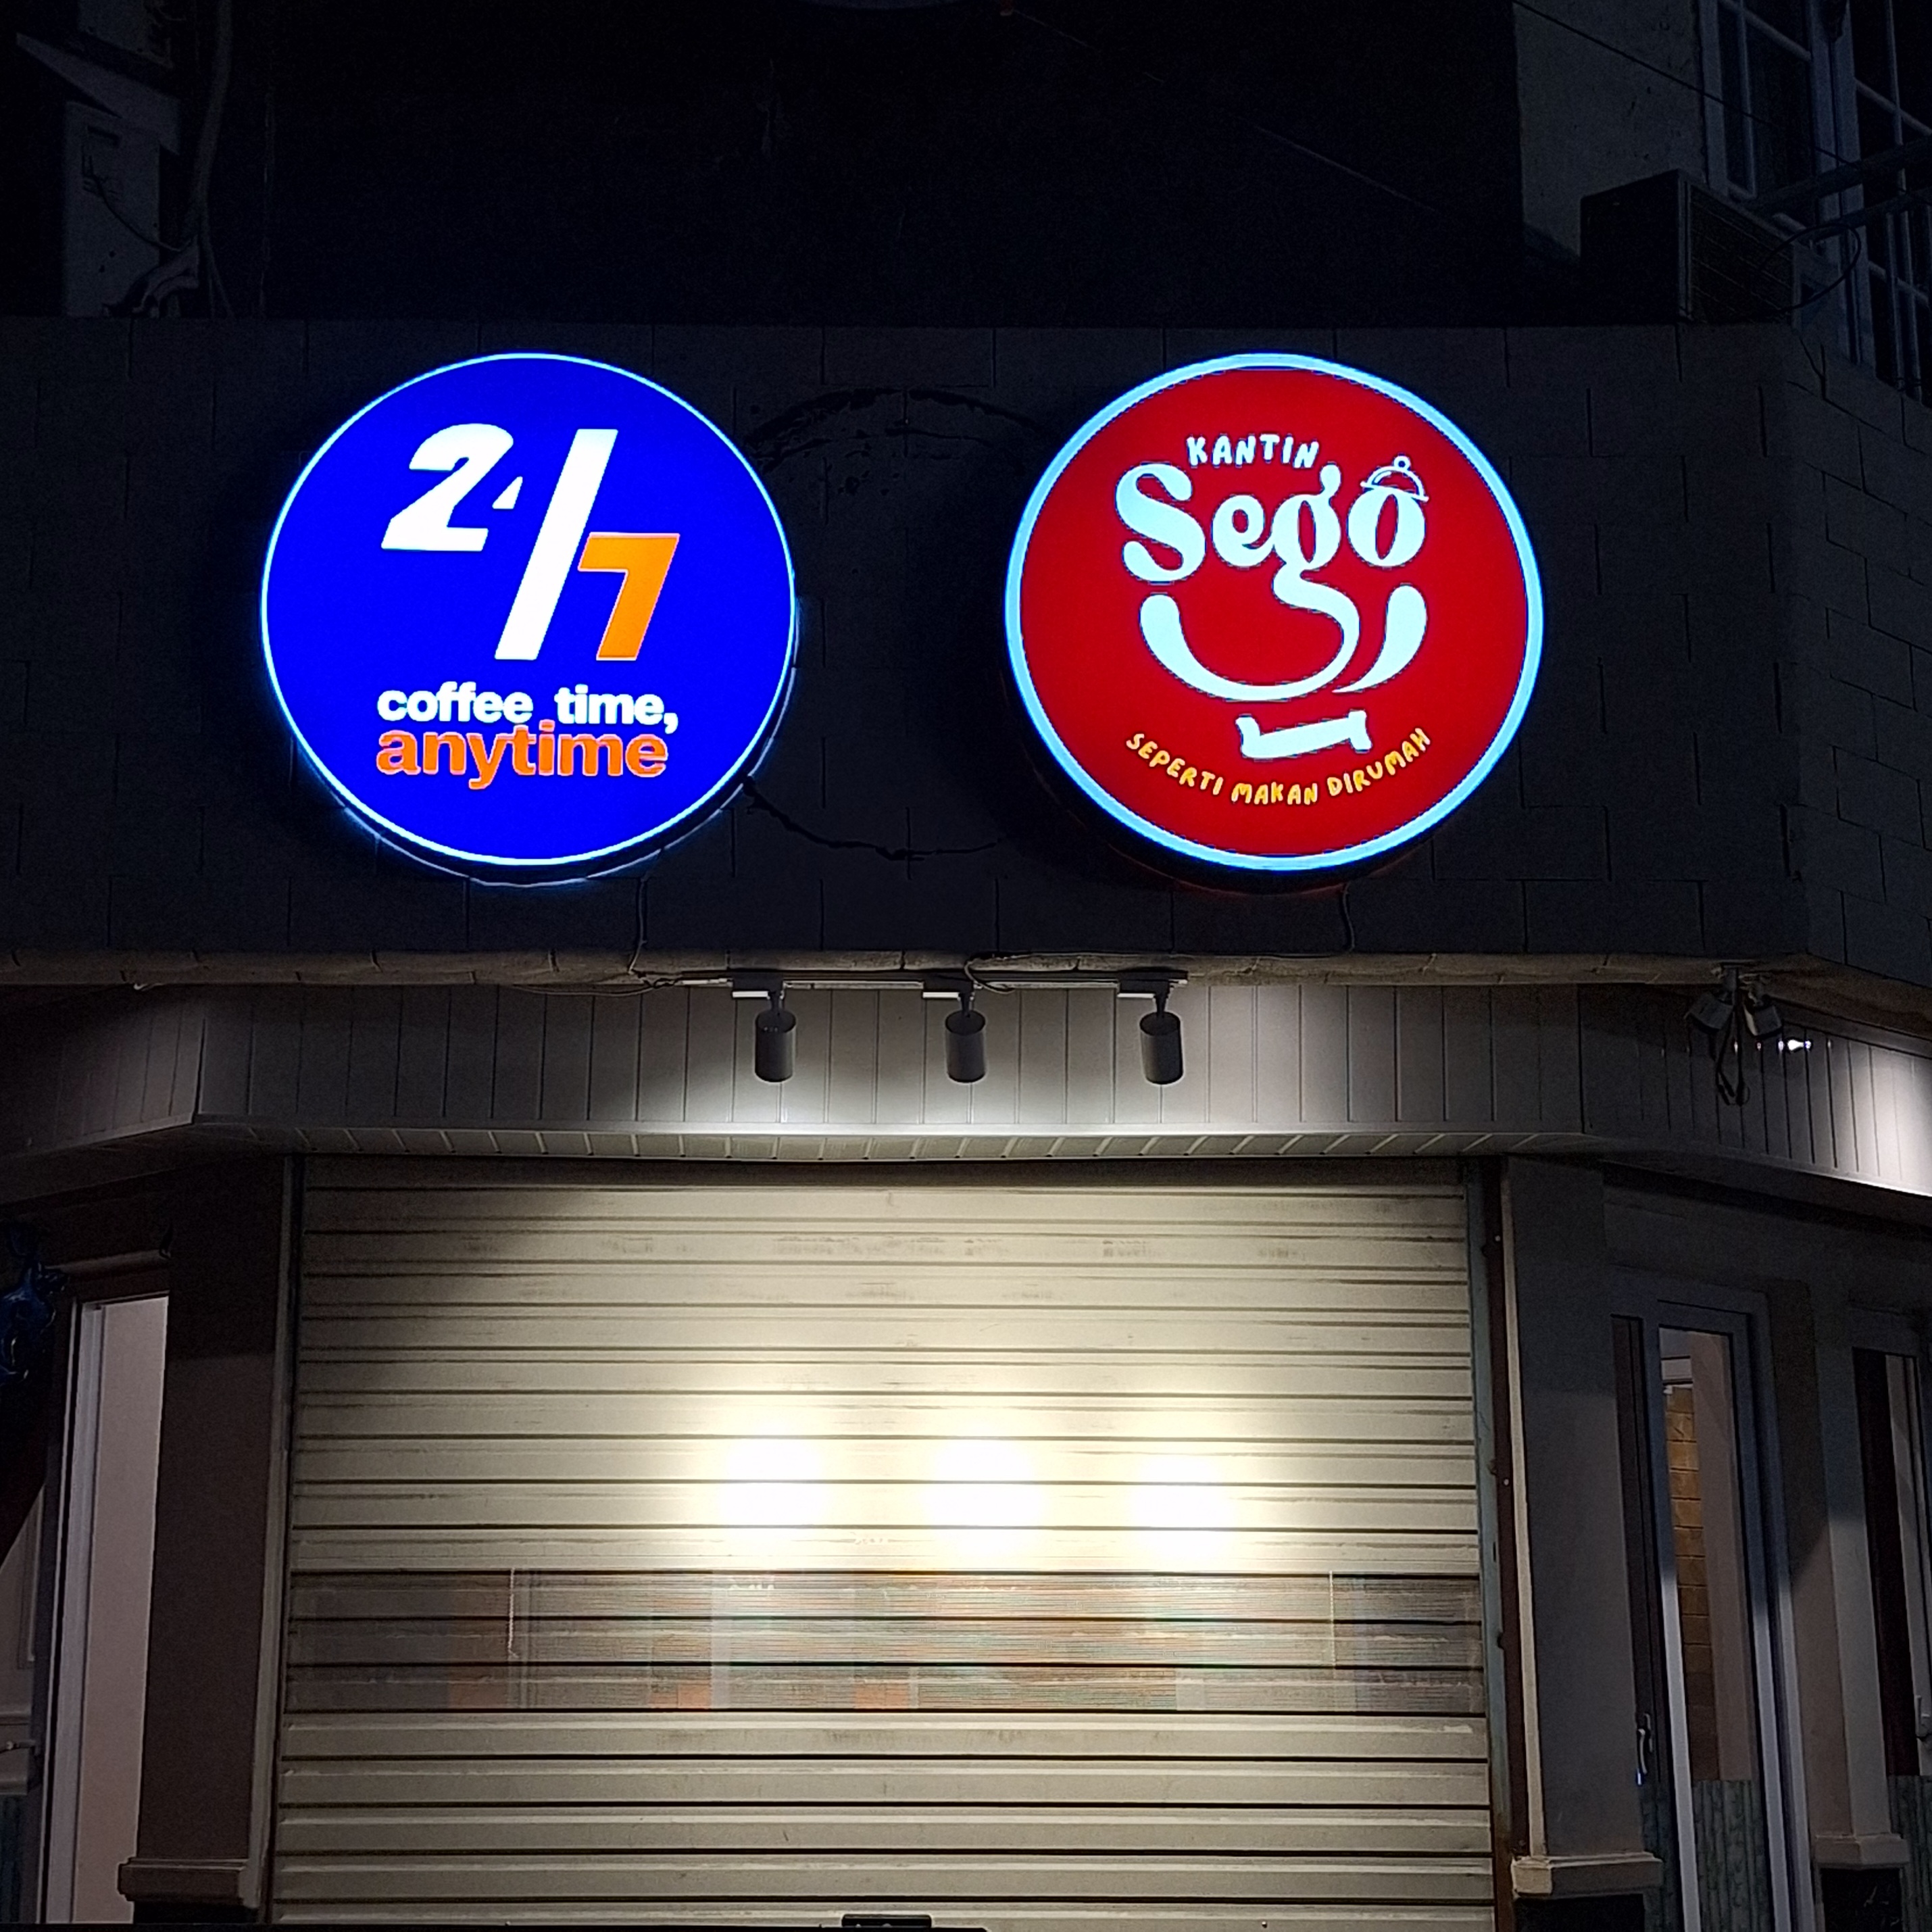 24/7
coffee time,
anytime
KANTIN
Sego
SEPERTI MAKAN DIRUMAH